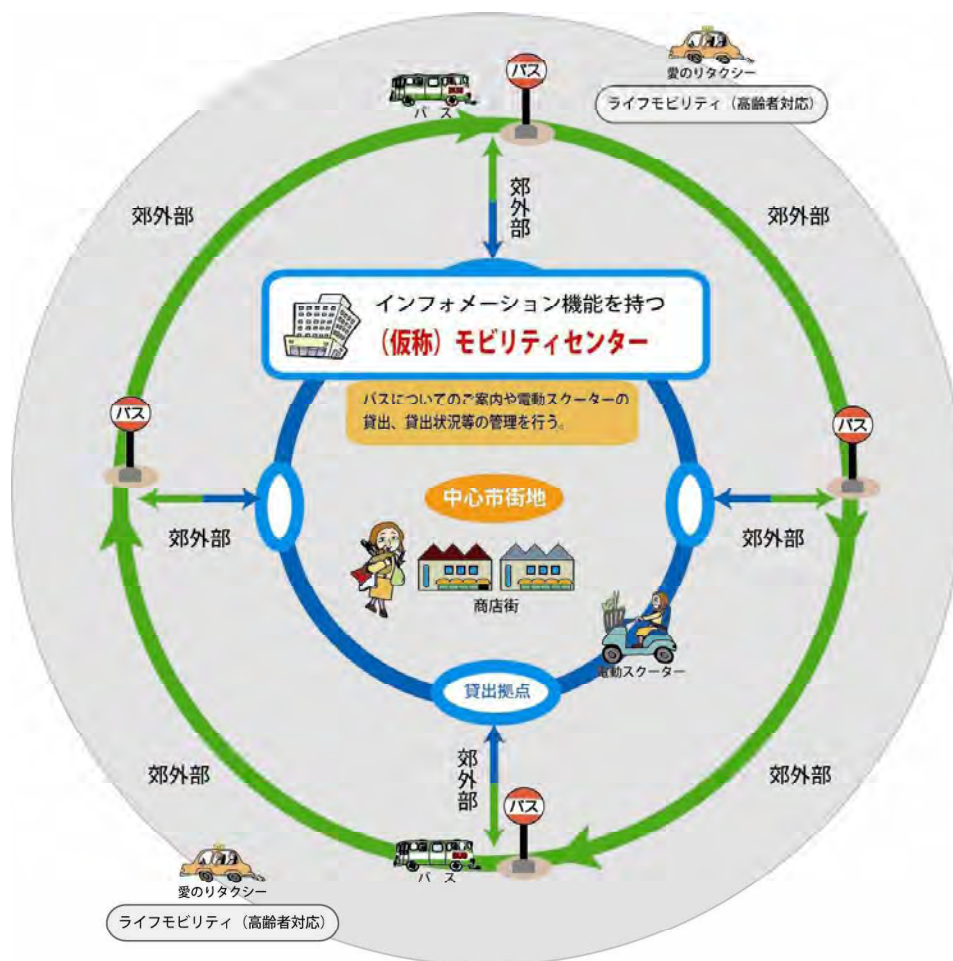 愛のりタクシー
ライフモビリティ（高齢者対応）
バス
バス
郊外部
郊外部
郊外部
インフォメーション機能を持つ
（仮称）モビリティセンター
バスについてのご案内や電動スクーターの
貸出、貸出状況等の管理を行う。
バス
バス
中心市街地
郊外部
郊外部
商店街
電動スクーター
貸出拠点
郊外部
郊外部
郊外部
バス
バス
愛のりタクシー
ライフモビリティ（高齢者対応）